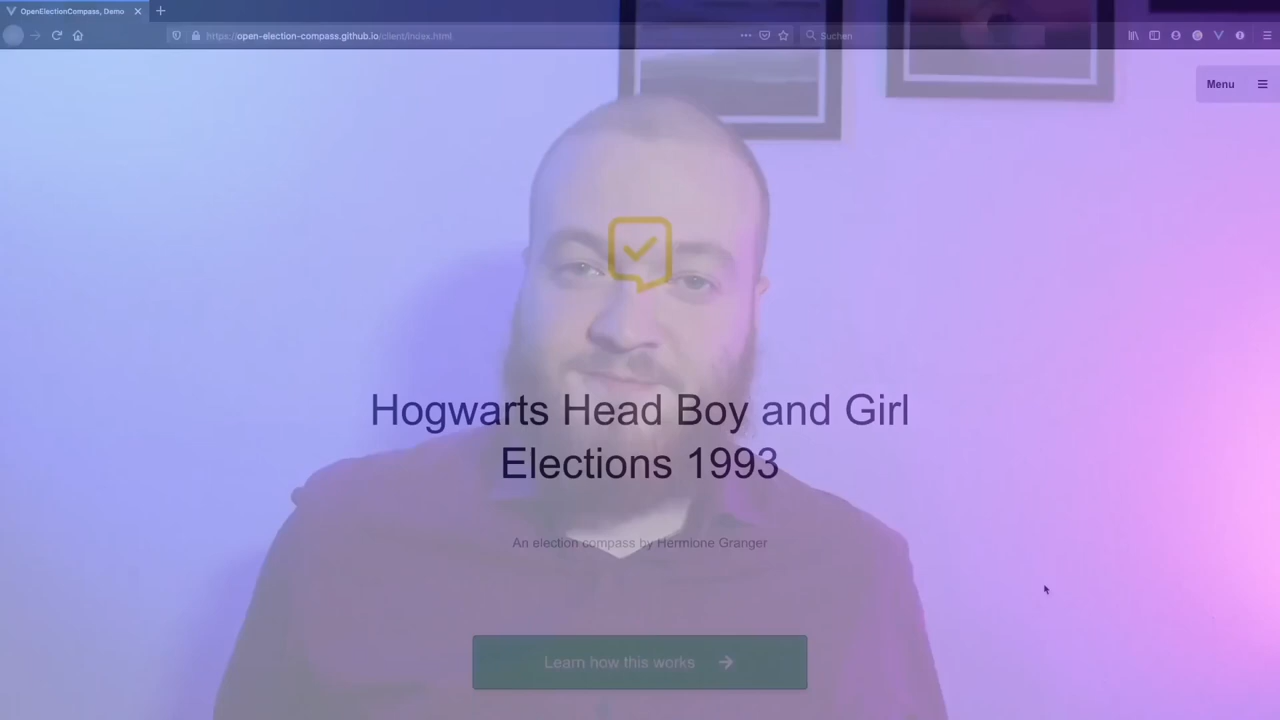 OpenElectionCompass, Demo
https://open-election-compass.github.io/client/index.html
Suchen
Menu
Hogwarts Head Boy and Girl
Elections 1993
An election compass by Hermione Granger
Learn how this works